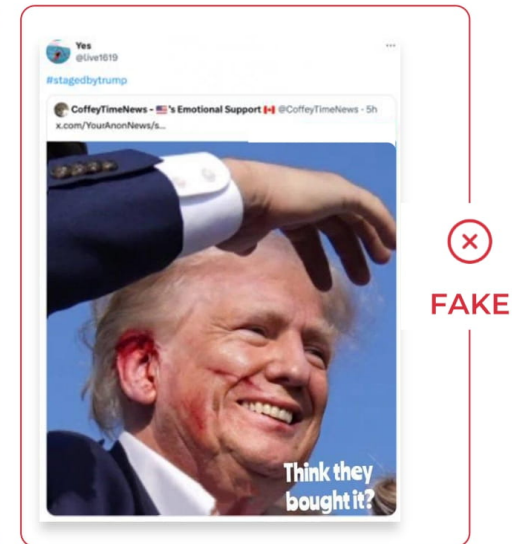 Yes
@live1619
#stagedbytrump
CoffeyTimeNews - 🇺🇸's Emotional Support 🇨🇦 @CoffeyTimeNews · 5h
x.com/YourAnonNews/s...
Think they
bought it?
FAKE